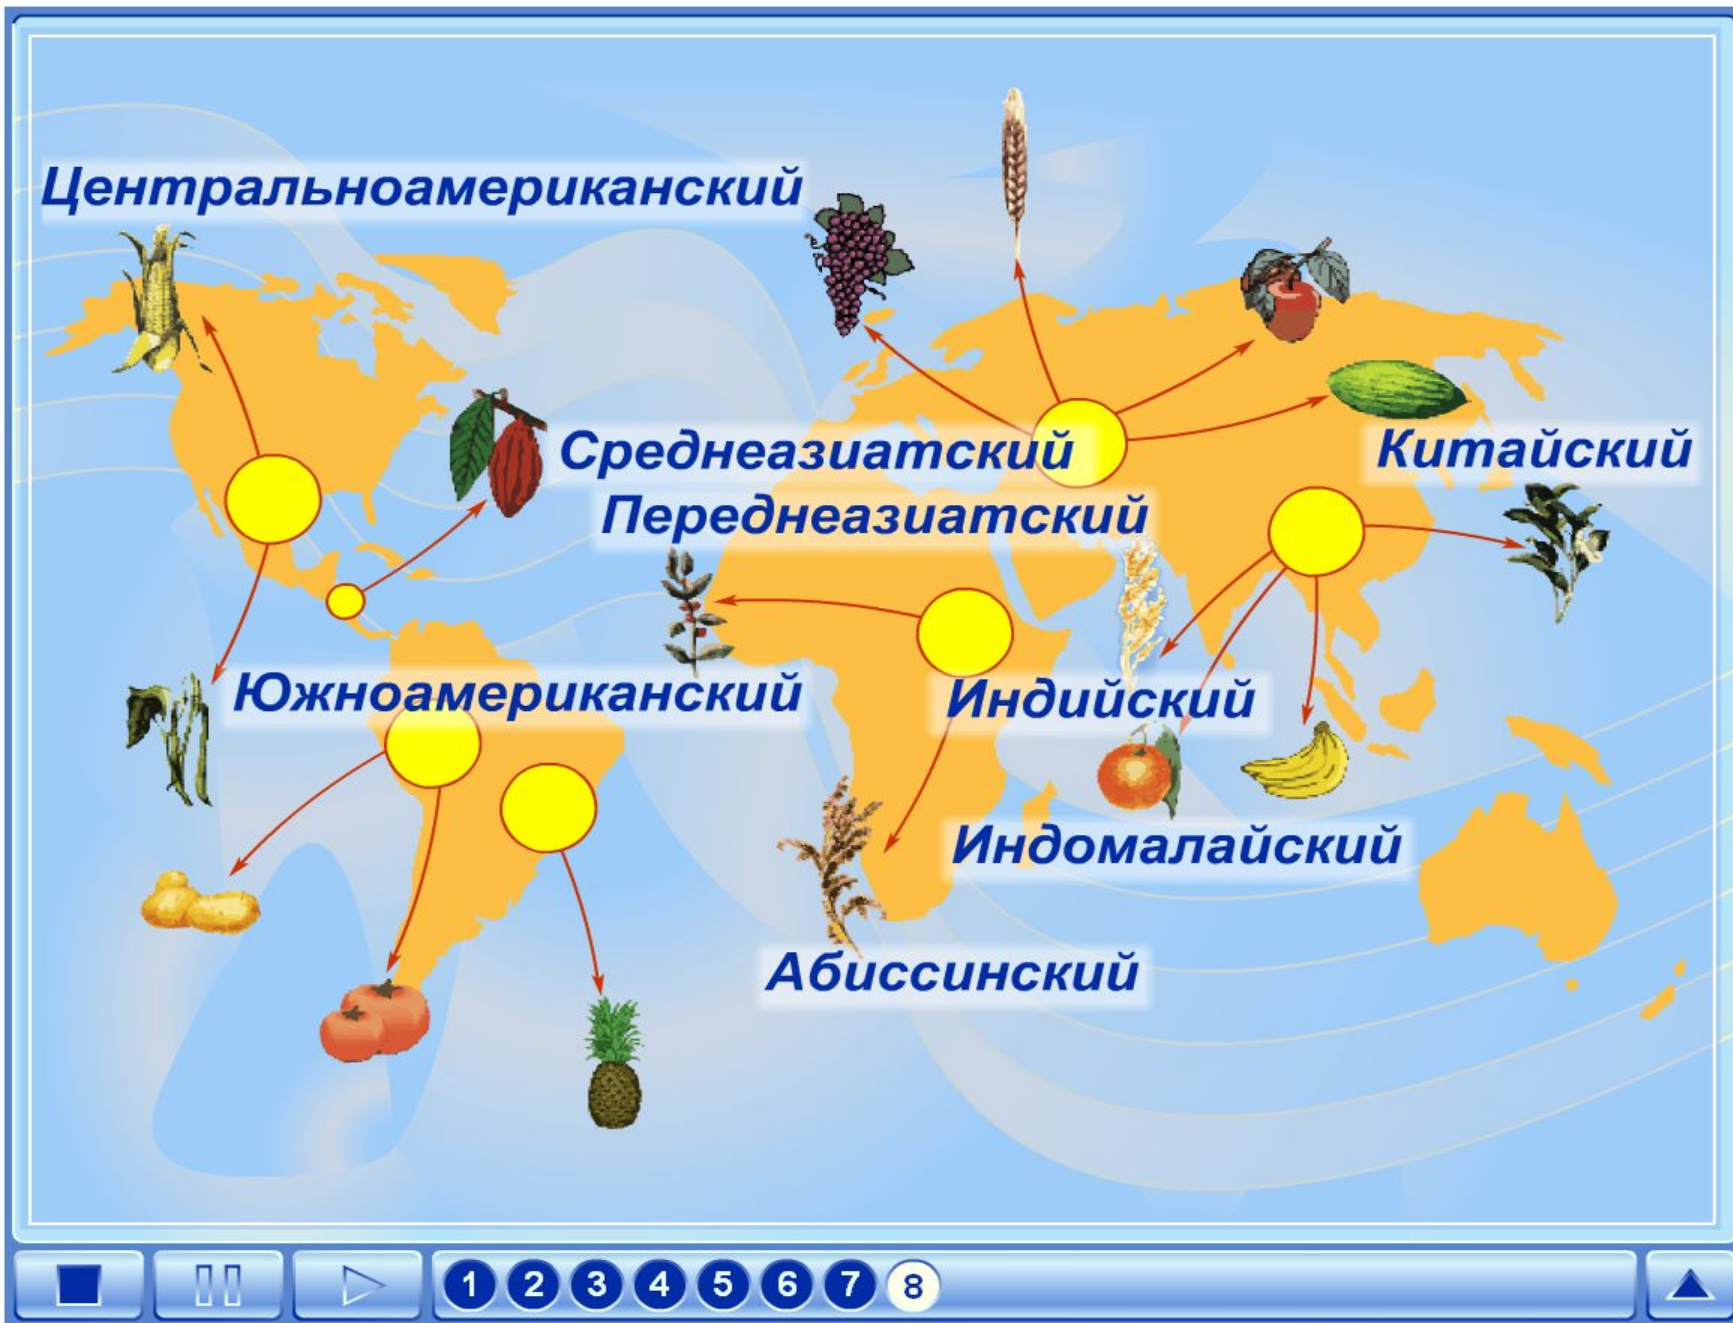 Центральноамериканский
Среднеазиатский
Китайский
Переднеазиатский
Южноамериканский
Индийский
Индомалайский
Абиссинский
1 2 3 4 5 6 7 8